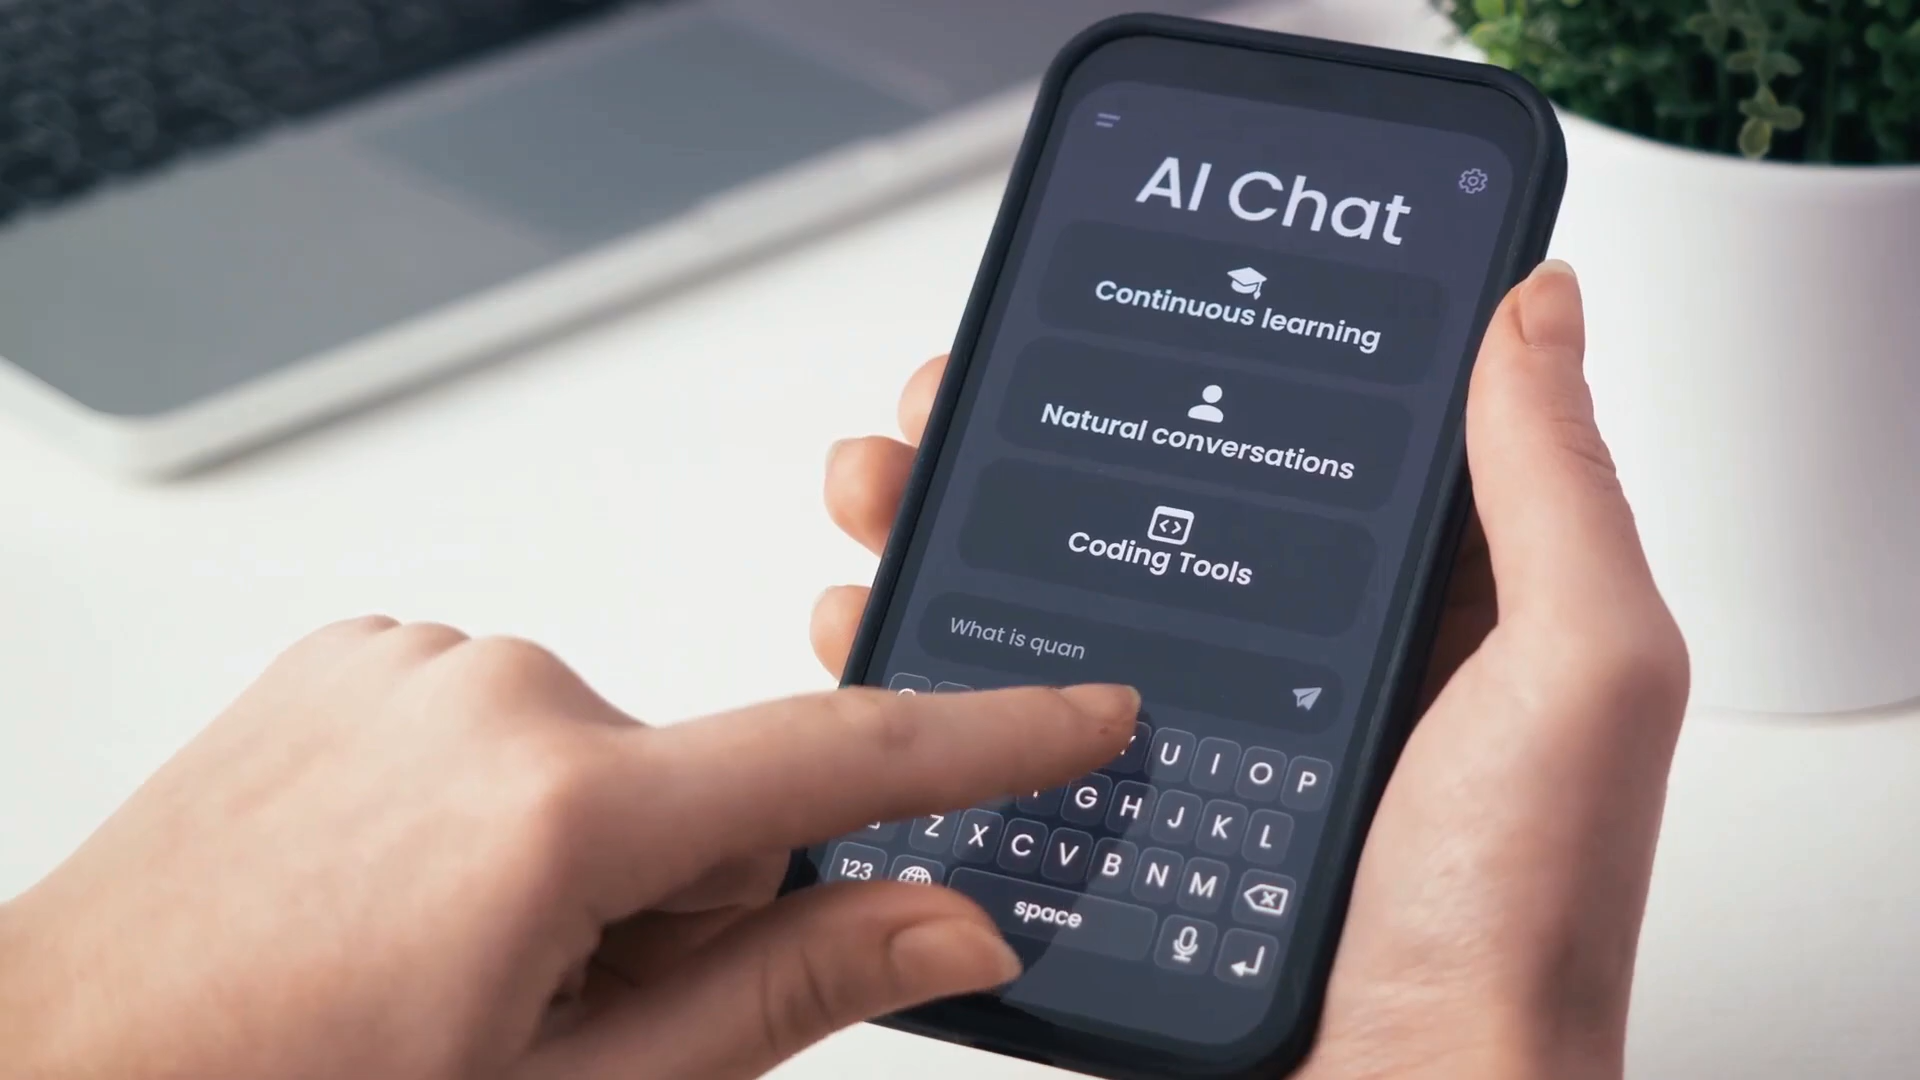 AI Chat
Continuous learning
Natural conversations
Coding Tools
What is quan
Y U I O P
G H J K L
Z X C V B N M
123
space